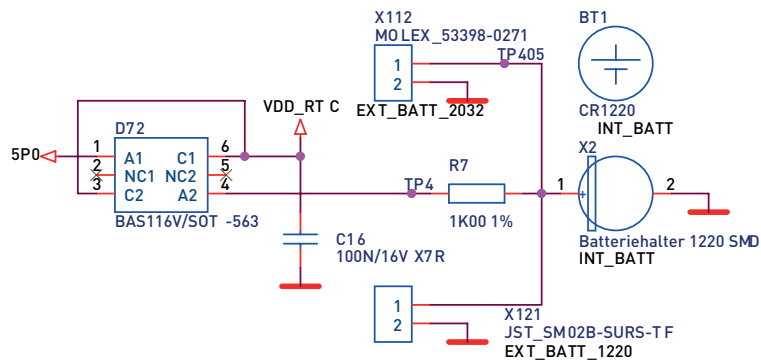 X112
MOLEX_53398-0271
1
2
TP405
EXT_BATT_2032
BT1
CR1220
INT_BATT
VDD_RTC
5P0
D72
1 A1 C1 6
2 NC1 NC2 5
3 C2 A2 4
BAS116V/SOT-563
TP4
R7
1K00 1%
C16
100N/16V X7R
X2
1 + 2
Batteriehalter 1220 SMD
INT_BATT
1
2
X121
JST_SM02B-SURS-TF
EXT_BATT_1220